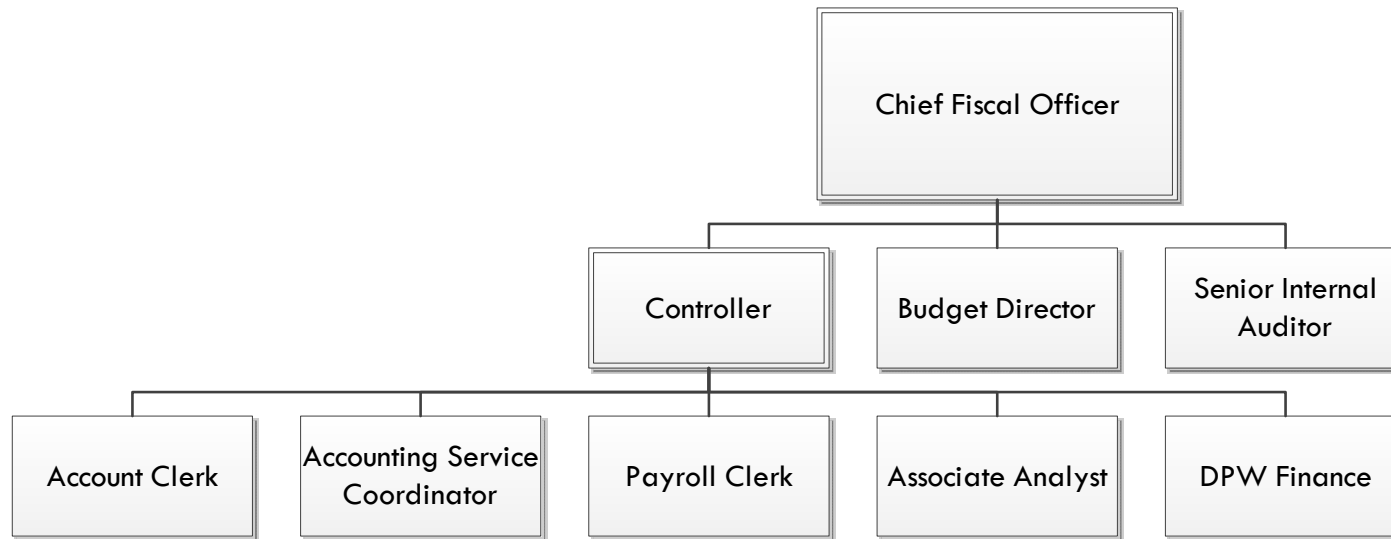 Chief Fiscal Officer
Controller
Budget Director
Senior Internal
Auditor
Account Clerk
Accounting Service
Coordinator
Payroll Clerk
Associate Analyst
DPW Finance